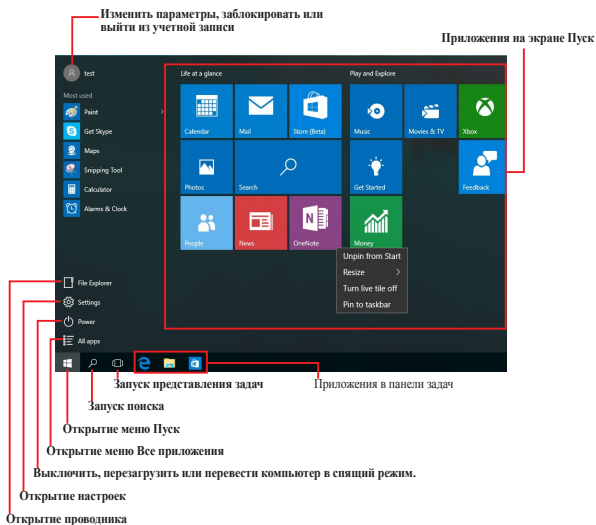 Изменить параметры, заблокировать или
выйти из учетной записи
Приложения на экране Пуск
test
Life at a glance
Play and Explore
Most used
Paint
Get Skype
Maps
Snipping Tool
Calculator
Alarms & Clock
Calendar
Mail
Store (Beta)
Music
Movies & TV
Xbox
Photos
Search
Get Started
Feedback
People
News
OneNote
Money
Unpin from Start
Resize
Turn live tile off
Pin to taskbar
File Explorer
Settings
Power
All apps
Запуск представления задач
Приложения в панели задач
Запуск поиска
Открытие меню Пуск
Открытие меню Все приложения
Выключить, перезагрузить или перевести компьютер в спящий режим.
Открытие настроек
Открытие проводника